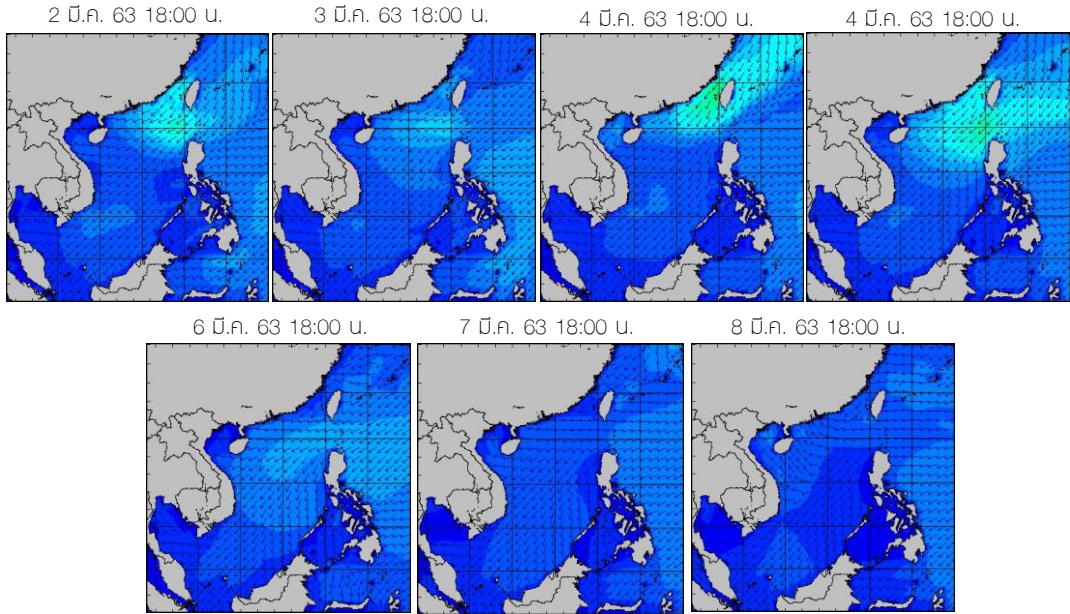 2 มี.ค. 63 18:00 น.
3 มี.ค. 63 18:00 น.
4 มี.ค. 63 18:00 น.
4 มี.ค. 63 18:00 น.
6 มี.ค. 63 18:00 น.
7 มี.ค. 63 18:00 น.
8 มี.ค. 63 18:00 น.